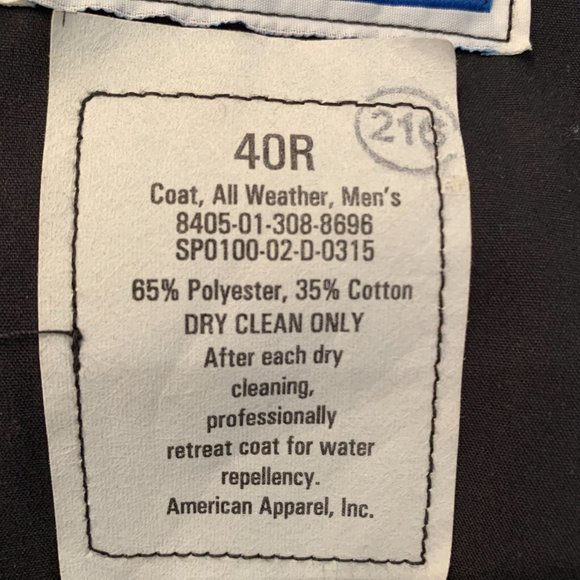 216
40R
Coat, All Weather, Men's
8405-01-308-8696
SP0100-02-D-0315
65% Polyester, 35% Cotton
DRY CLEAN ONLY
After each dry
cleaning,
professionally
retreat coat for water
repellency.
American Apparel, Inc.